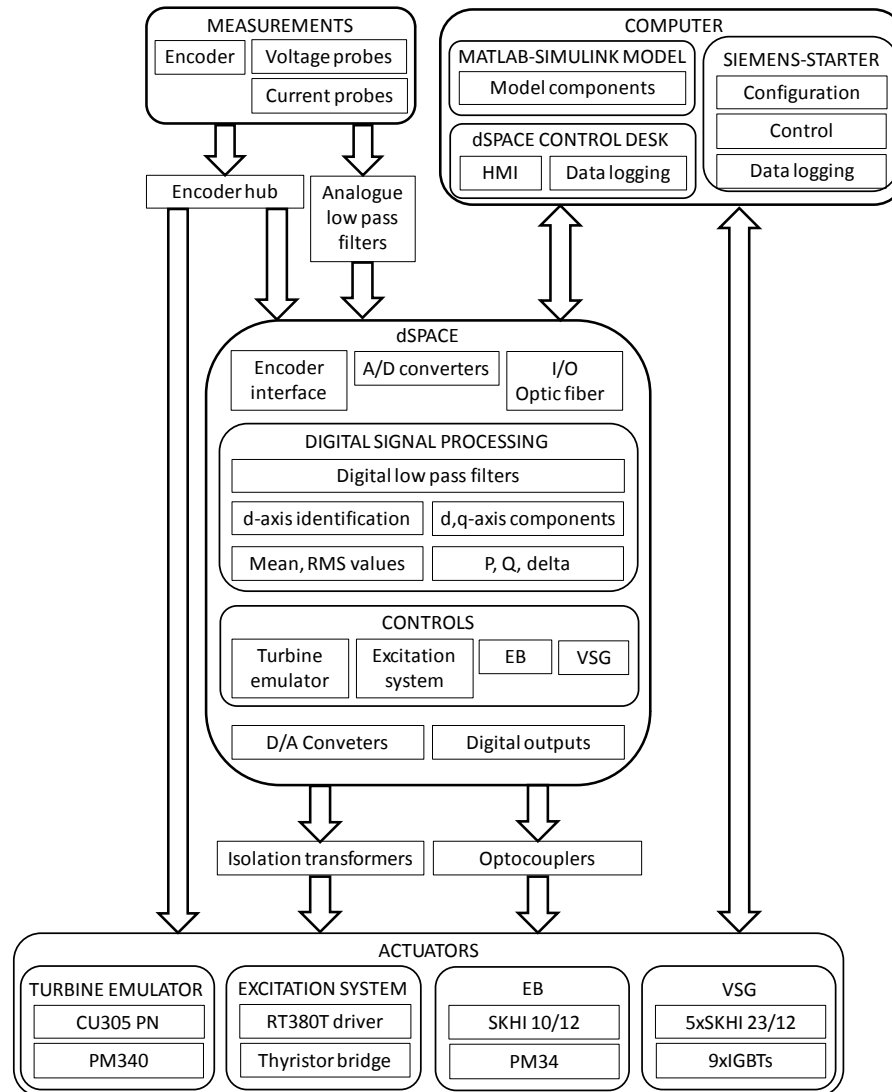 MEASUREMENTS
Encoder
Voltage probes
Current probes
COMPUTER
MATLAB-SIMULINK MODEL
Model components
dSPACE CONTROL DESK
HMI
Data logging
SIEMENS-STARTER
Configuration
Control
Data logging
Encoder hub
Analogue
low pass
filters
dSPACE
Encoder
interface
A/D converters
I/O
Optic fiber
DIGITAL SIGNAL PROCESSING
Digital low pass filters
d-axis identification
d,q-axis components
Mean, RMS values
P, Q, delta
CONTROLS
Turbine
emulator
Excitation
system
EB
VSG
D/A Conveters
Digital outputs
Isolation transformers
Optocouplers
ACTUATORS
TURBINE EMULATOR
CU305 PN
PM340
EXCITATION SYSTEM
RT380T driver
Thyristor bridge
EB
SKHI 10/12
PM34
VSG
5xSKHI 23/12
9xIGBTs